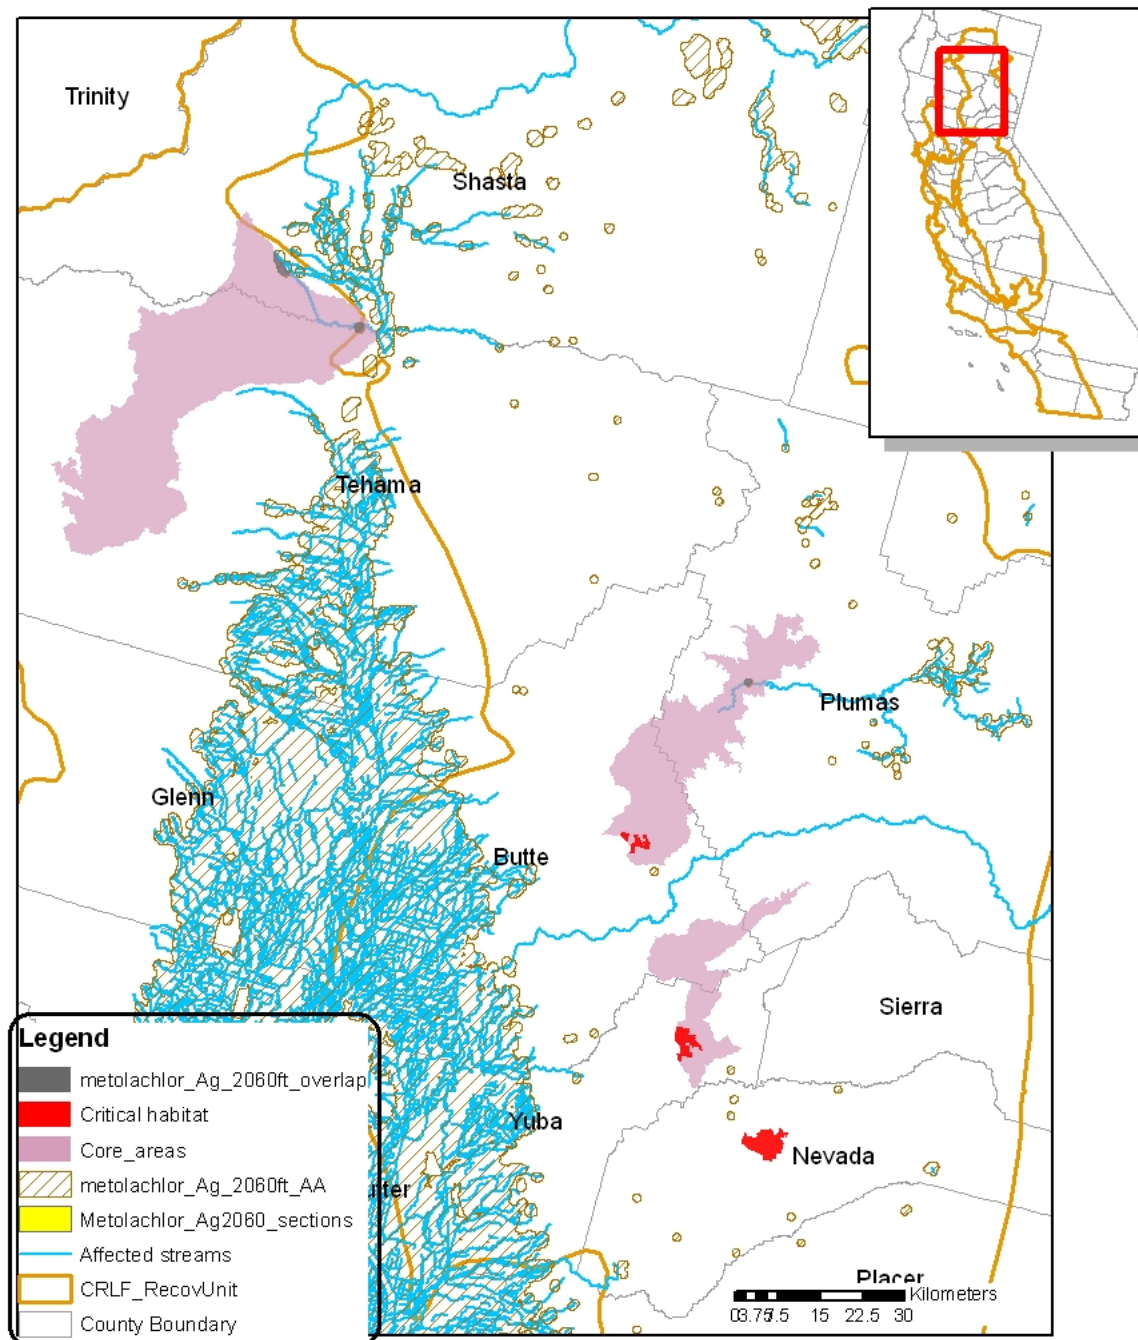 Trinity
Shasta
Tehama
Plumas
Glenn
Butte
Sierra
Yuba
Nevada
Placer
Legend
metolachlor_Ag_2060ft_overlap
Critical habitat
Core_areas
metolachlor_Ag_2060ft_AA
Metolachlor_Ag2060_sections
Affected streams
CRLF_RecovUnit
County Boundary
Kilometers
15 22.5 30